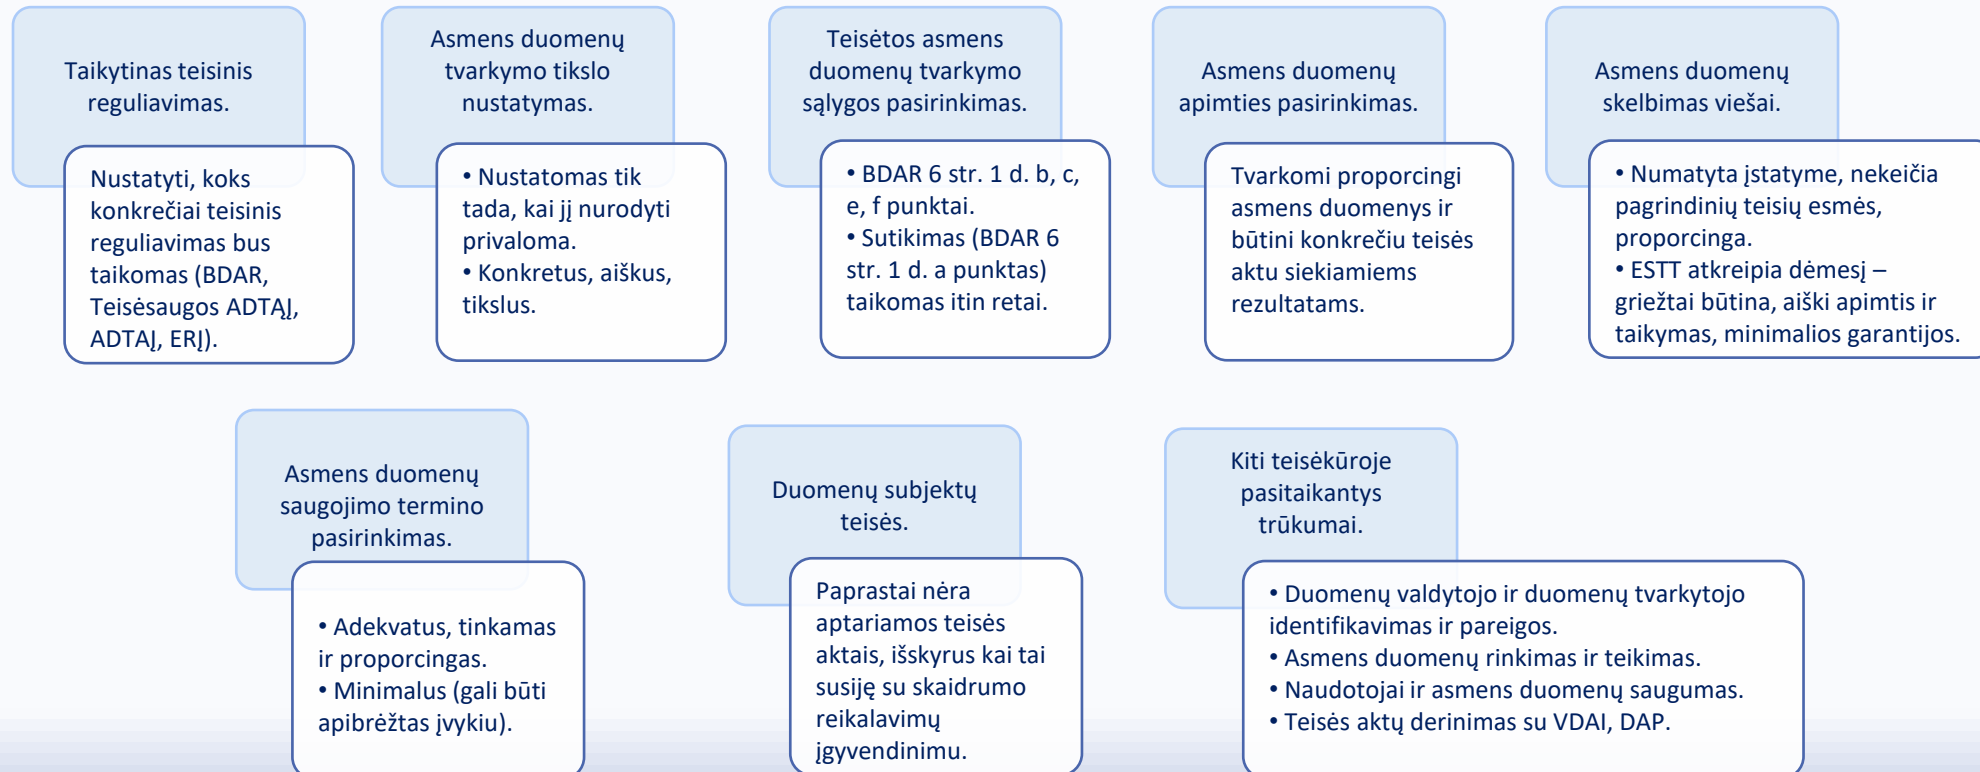 Taikytinas teisinis
reguliavimas.
Nustatyti, koks
konkrečiai teisinis
reguliavimas bus
taikomas (BDAR,
Teisėsaugos ADTAĮ,
ADTAĮ, ERĮ).
Asmens duomenų
tvarkymo tikslo
nustatymas.
• Nustatomas tik
tada, kai jį nurodyti
privaloma.
• Konkretus, aiškus,
tikslus.
Teisėtos asmens
duomenų tvarkymo
sąlygos pasirinkimas.
• BDAR 6 str. 1 d. b, c,
e, f punktai.
• Sutikimas (BDAR 6
str. 1 d. a punktas)
taikomas itin retai.
Asmens duomenų
apimties pasirinkimas.
Tvarkomi proporcingi
asmens duomenys ir
būtini konkrečiu teisės
aktu siekiamiems
rezultatams.
Asmens duomenų
skelbimas viešai.
• Numatyta įstatyme, nekeičia
pagrindinių teisių esmės,
proporcinga.
• ESTT atkreipia dėmesį –
griežtai būtina, aiški apimtis ir
taikymas, minimalios garantijos.
Asmens duomenų
saugojimo termino
pasirinkimas.
• Adekvatus, tinkamas
ir proporcingas.
• Minimalus (gali būti
apibrėžtas įvykiu).
Duomenų subjektų
teisės.
Paprastai nėra
aptariamos teisės
aktais, išskyrus kai tai
susiję su skaidrumo
reikalavimų
įgyvendinimu.
Kiti teisėkūroje
pasitaikantys
trūkumai.
• Duomenų valdytojo ir duomenų tvarkytojo
identifikavimas ir pareigos.
• Asmens duomenų rinkimas ir teikimas.
• Naudotojai ir asmens duomenų saugumas.
• Teisės aktų derinimas su VDAI, DAP.